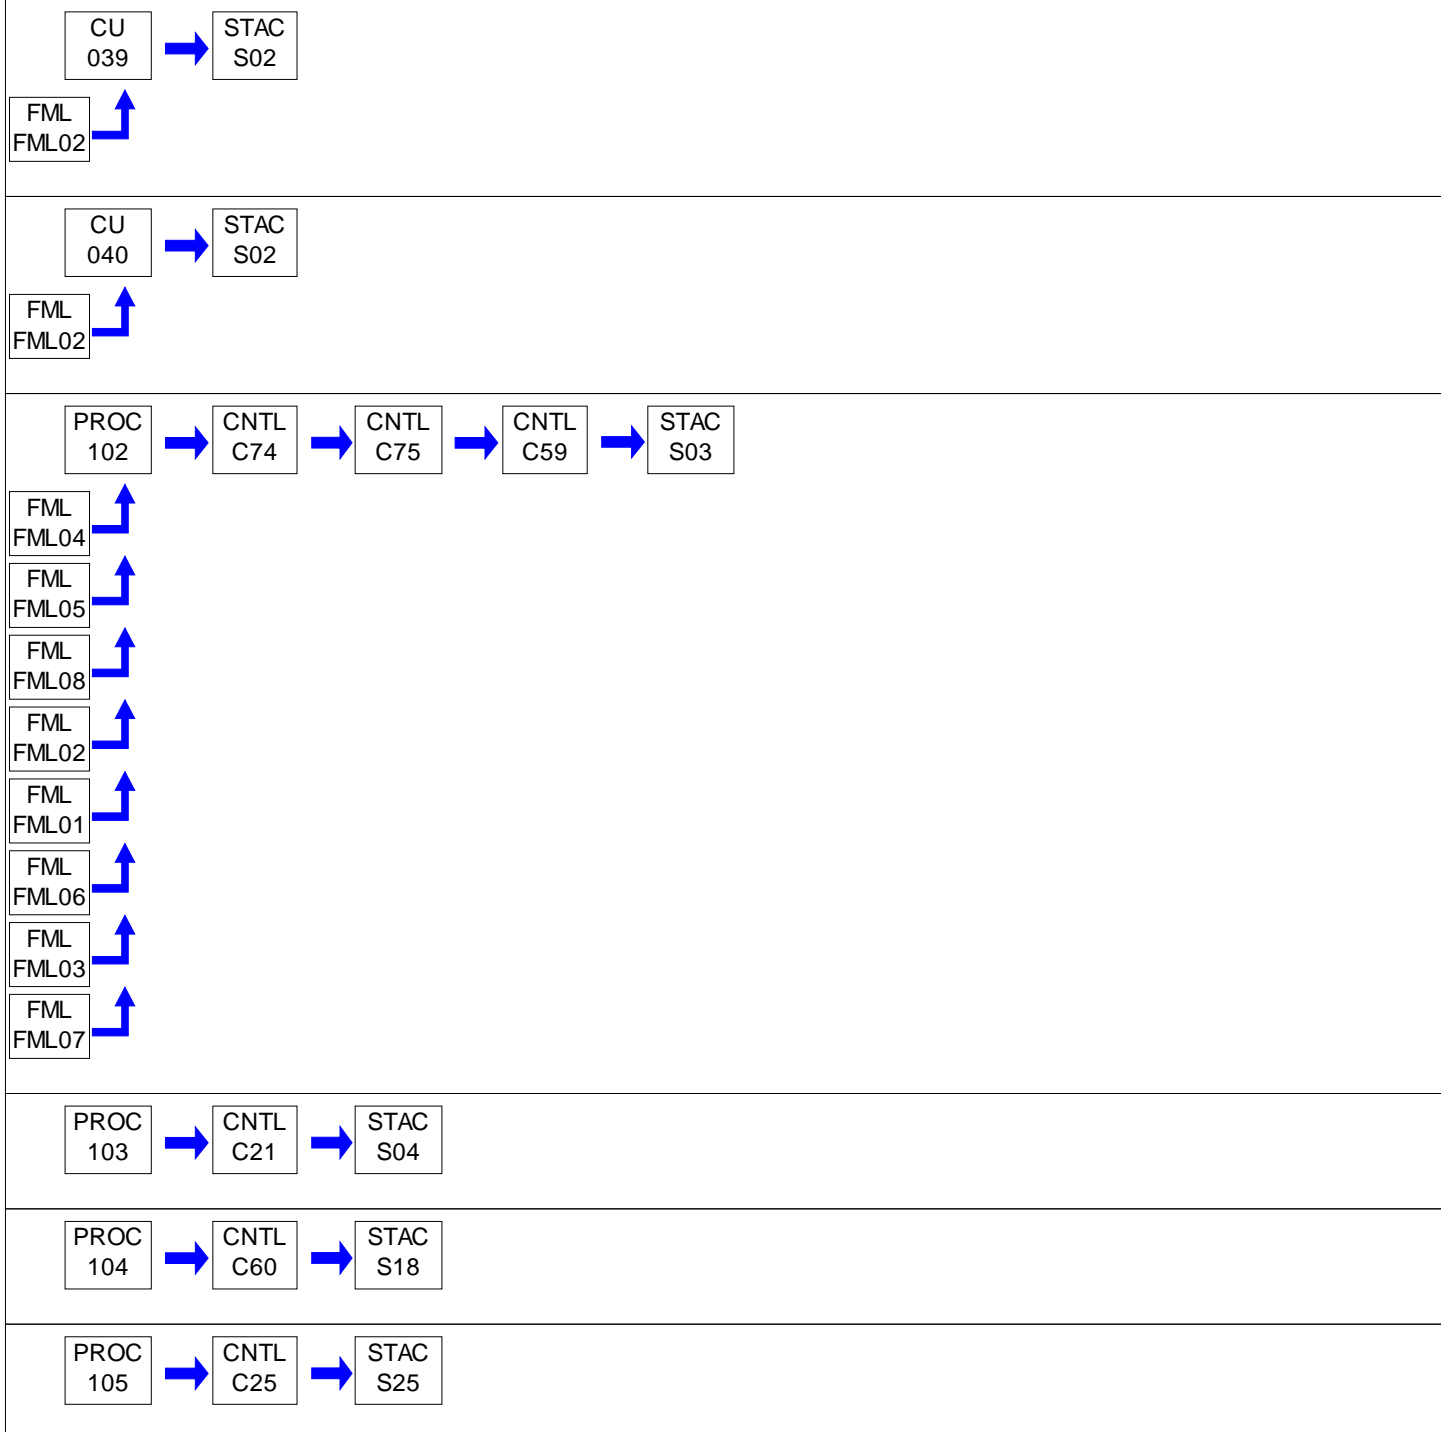 CU
039
STAC
S02
FML
FML02
CU
040
STAC
S02
FML
FML02
PROC
102
CNTL
C74
CNTL
C75
CNTL
C59
STAC
S03
FML
FML04
FML
FML05
FML
FML08
FML
FML02
FML
FML01
FML
FML06
FML
FML03
FML
FML07
PROC
103
CNTL
C21
STAC
S04
PROC
104
CNTL
C60
STAC
S18
PROC
105
CNTL
C25
STAC
S25